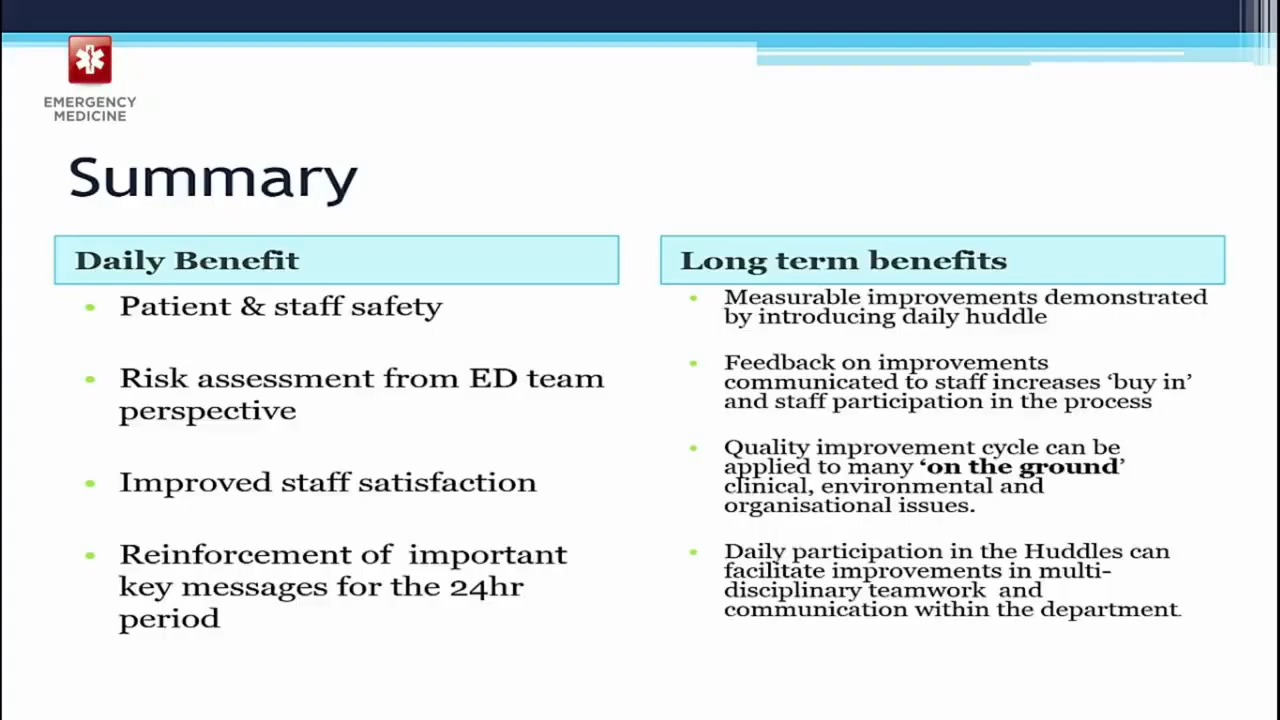 EMERGENCY
MEDICINE
Summary
Daily Benefit
• Patient & staff safety
• Risk assessment from ED team
perspective
• Improved staff satisfaction
• Reinforcement of  important
key messages for the 24hr
period
Long term benefits
• Measurable improvements demonstrated
by introducing daily huddle
• Feedback on improvements
communicated to staff increases ‘buy in’
and staff participation in the process
• Quality improvement cycle can be
applied to many ‘on the ground’
clinical, environmental and
organisational issues.
• Daily participation in the Huddles can
facilitate improvements in multi-
disciplinary teamwork  and
communication within the department.